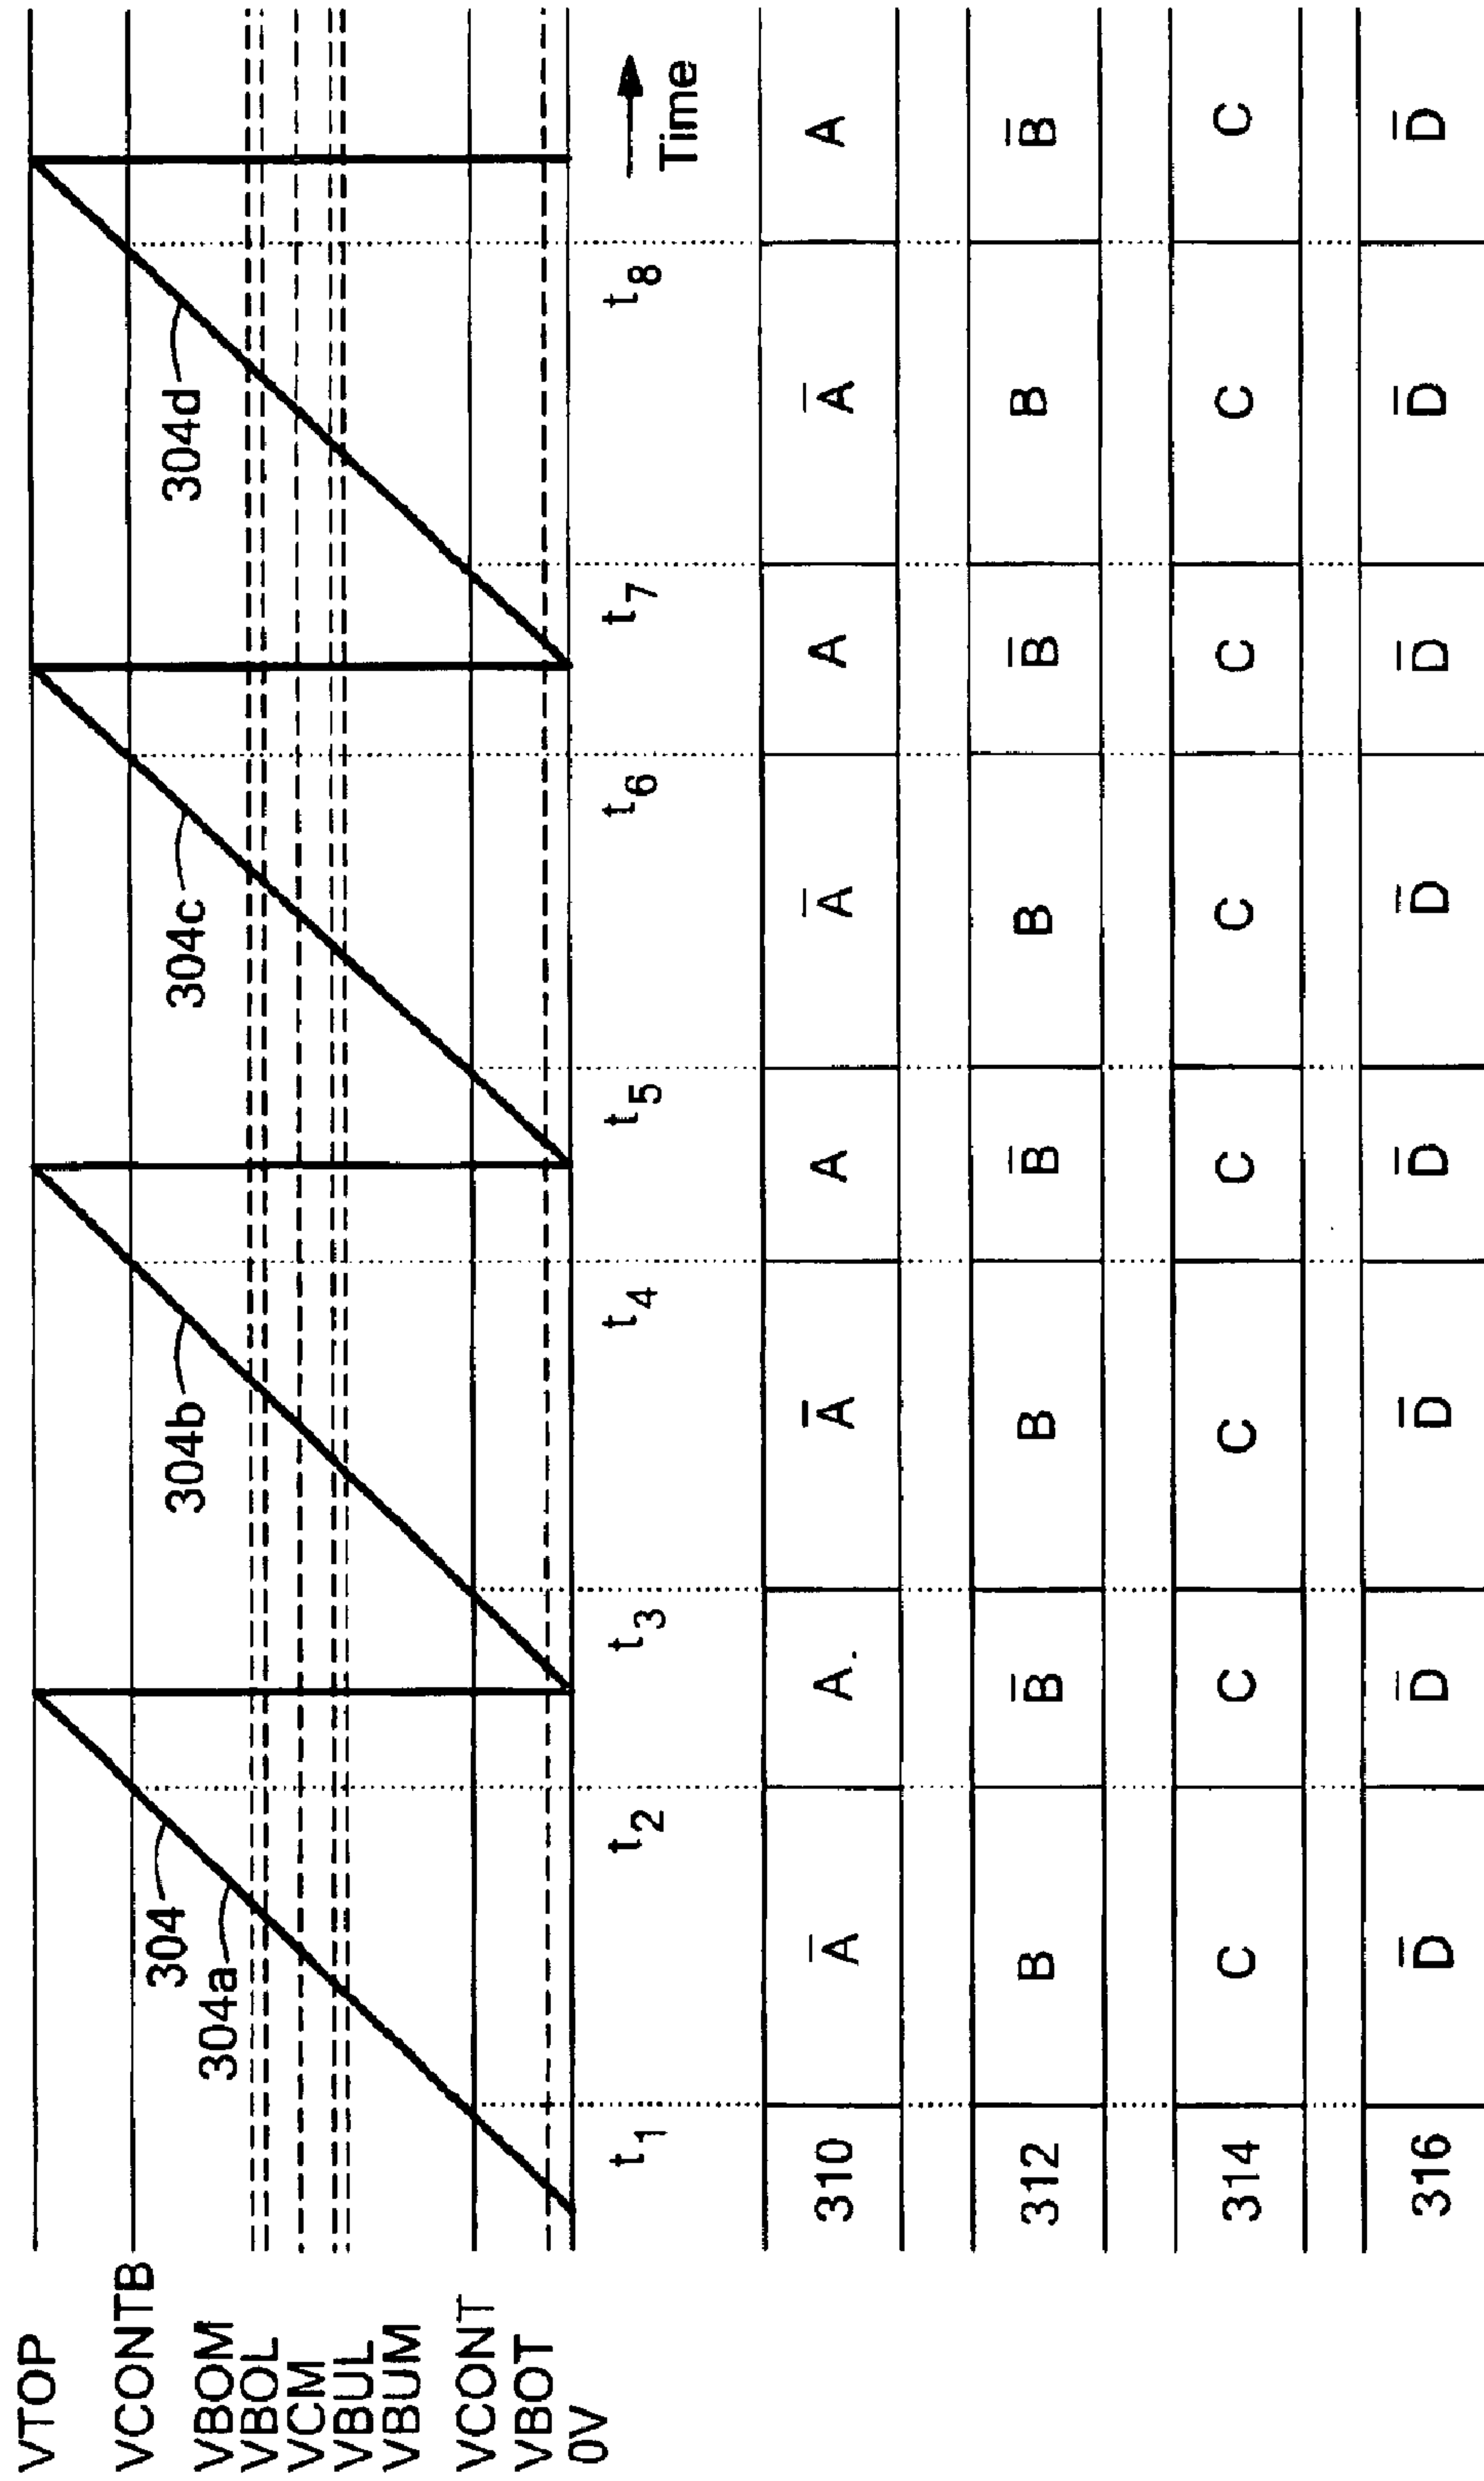 VTOP
VCONTB
VBOM
VBOL
VCM
VBUL
VBUM
VCONT
VBOT
0V
304
304a
304b
304c
304d
t1 t2 t3 t4 t5 t6 t7 t8
Time
310 A̅ B̅ A̅ A A̅ A A̅ A
312 B B̅ B B̅ B B̅ B B̅
314 C C C C C C C C
316 D̅ D̅ D̅ D̅ D̅ D̅ D̅ D̅